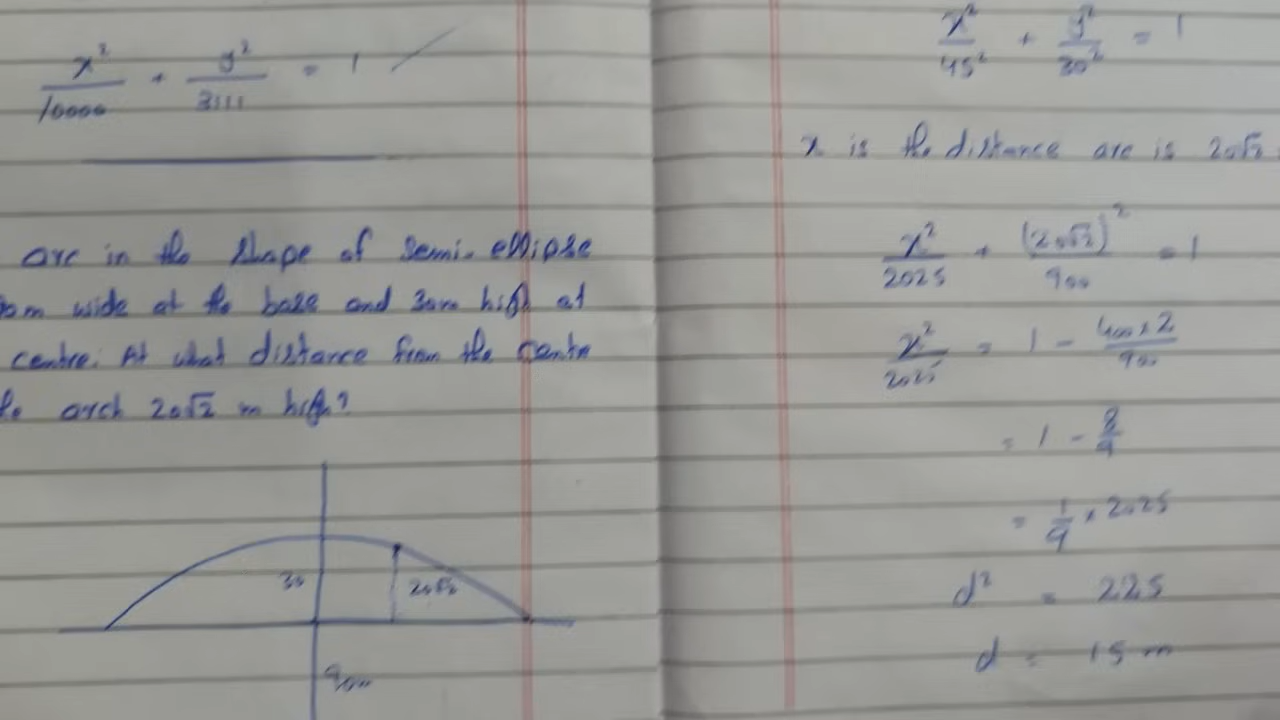 x²/10000 + y²/3111 = 1
arc in the shape of semi-ellipse
0m wide at the base and 30m high at
centre. At what distance from the centre
arch 20√2 m high?
30
20√2
90m
x²/45² + y²/30² = 1
x is the distance arc is 20√2
x²/2025 + (20√2)²/900 = 1
x²/2025 = 1 - 400×2/900
= 1 - 8/9
= 1/9 × 2025
d² = 225
d = 15 m